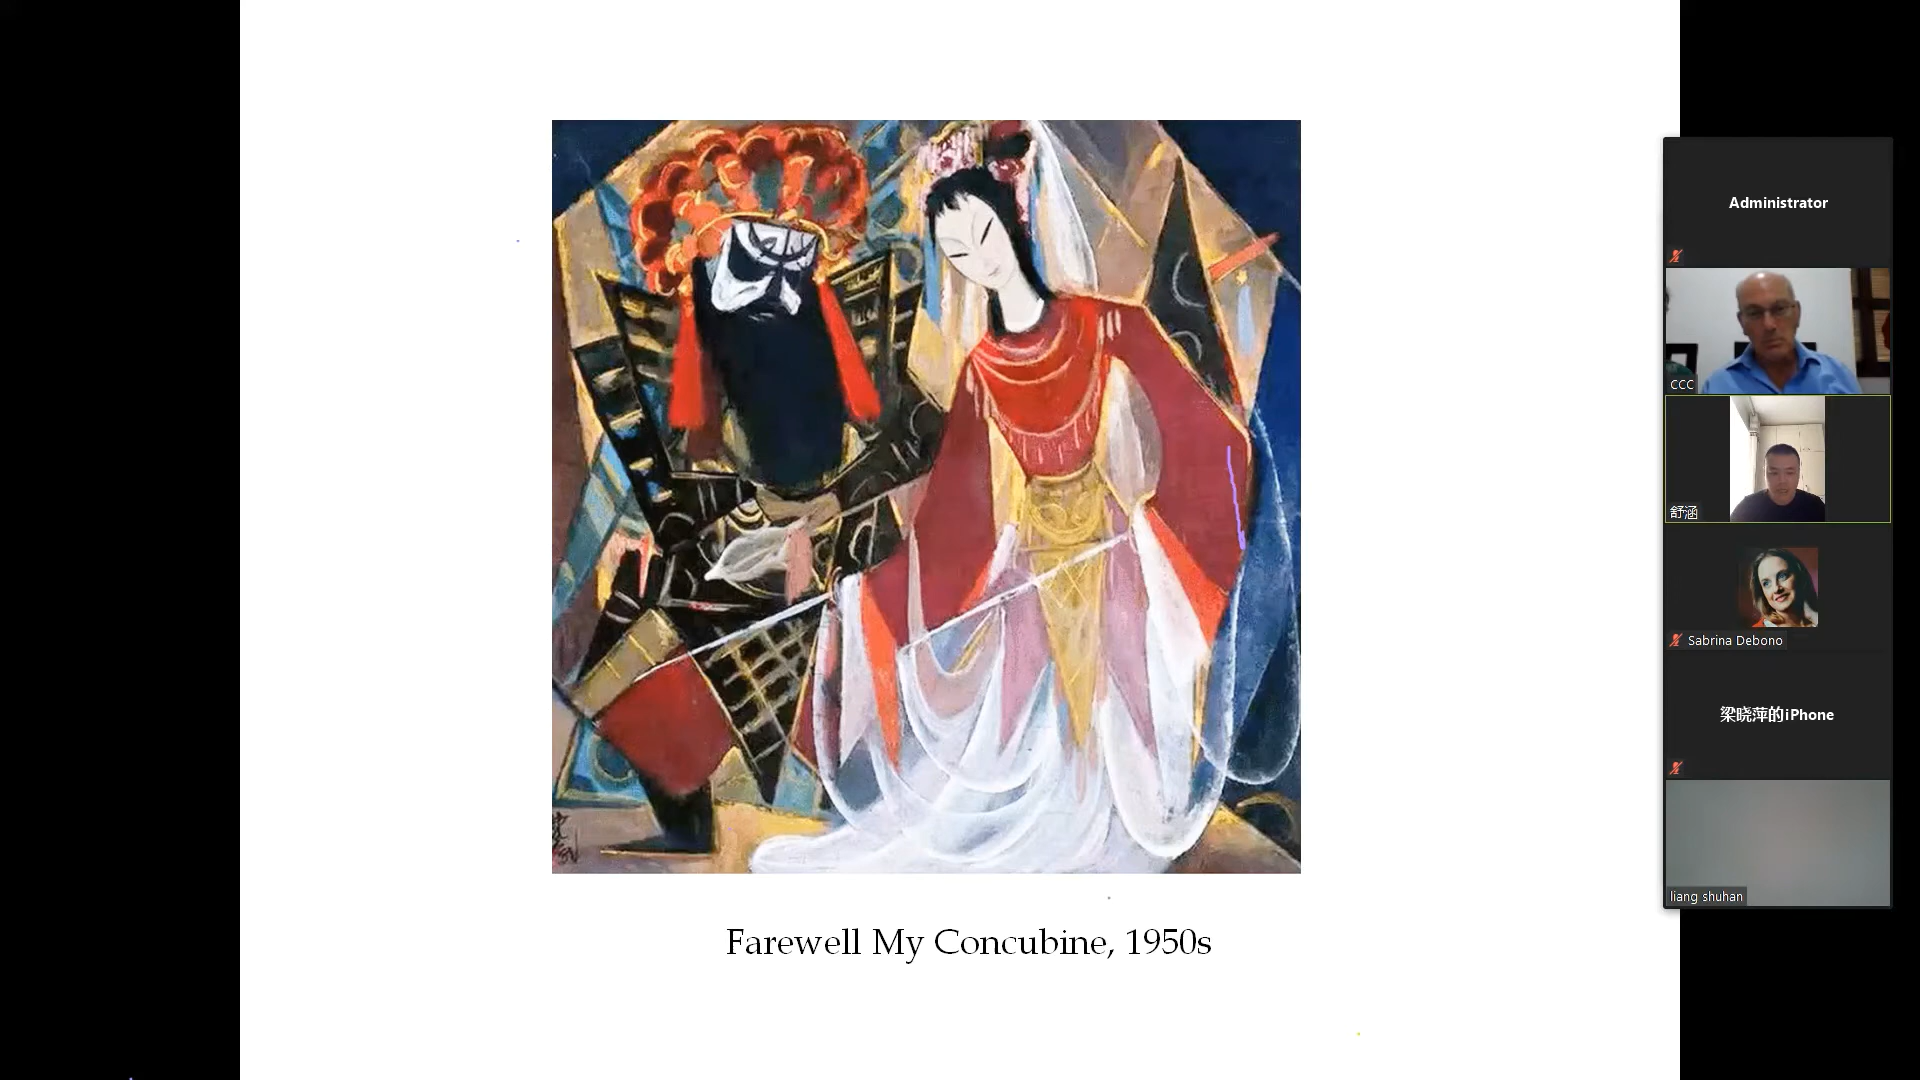 Farewell My Concubine, 1950s
Administrator
CCC
舒涵
Sabrina Debono
梁晓萍的iPhone
liang shuhan